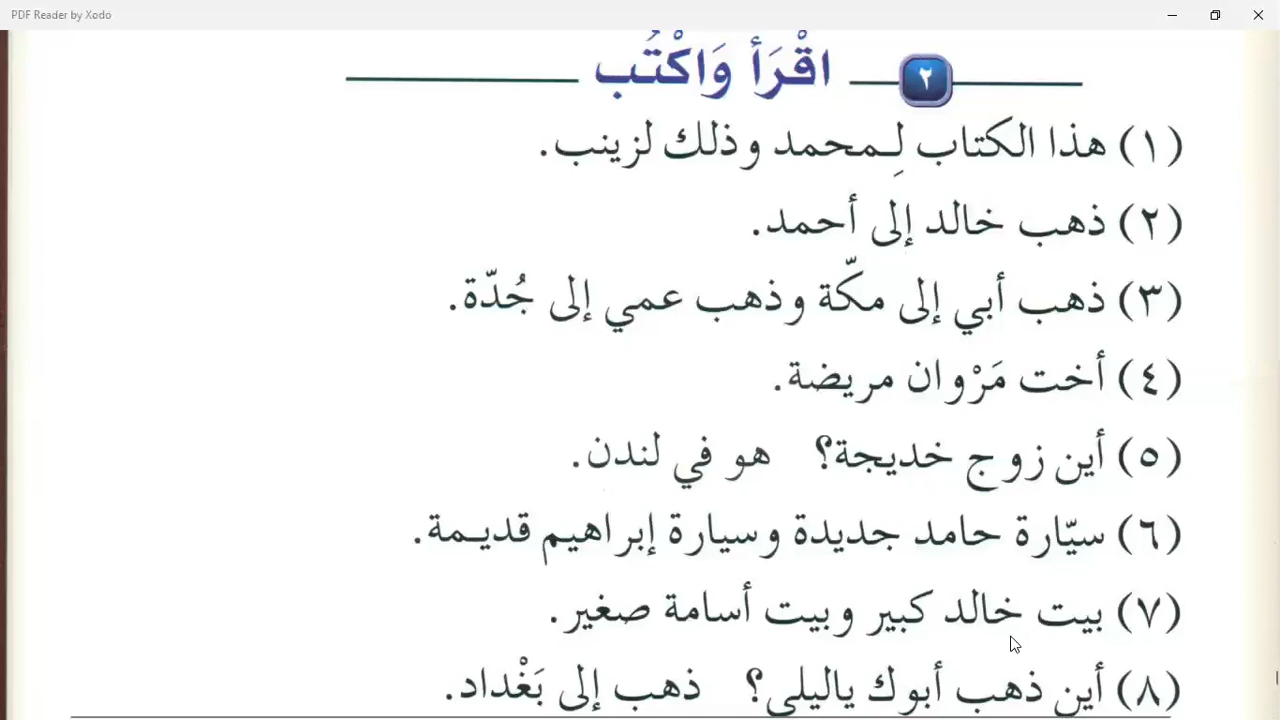 PDF Reader by Xodo
٢ اقْرَأ وَاكْتُب
(١) هذا الكتاب لِـمحمد وذلك لزينب.
(٢) ذهب خالد إلى أحمد.
(٣) ذهب أبي إلى مكّة وذهب عمي إلى جُدّة.
(٤) أخت مَرْوان مريضة.
(٥) أين زوج خديجة؟ هو في لندن.
(٦) سيّارة حامد جديدة وسيارة إبراهيم قديـمة.
(٧) بيت خالد كبير وبيت أسامة صغير.
(٨) أين ذهب أبوك ياليلى؟ ذهب إلى بَغْداد.